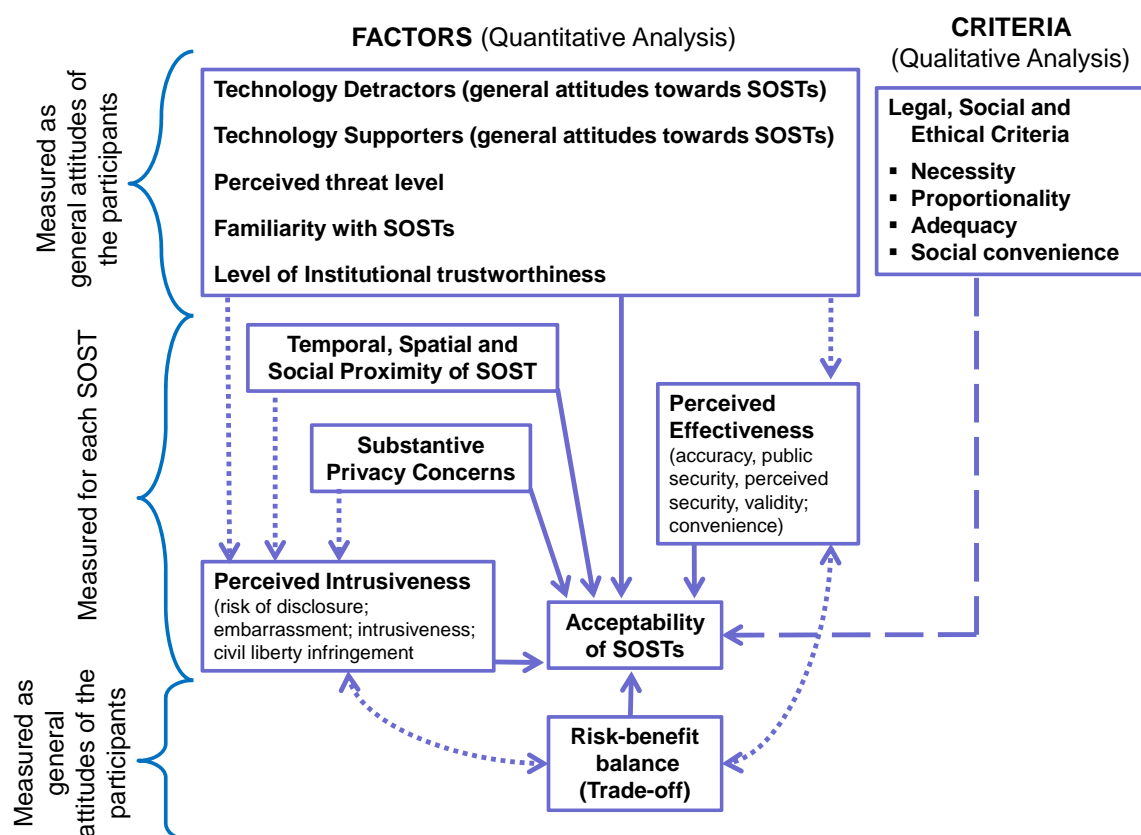 FACTORS (Quantitative Analysis)
CRITERIA
(Qualitative Analysis)
Measured as
general attitudes of
the participants
Technology Detractors (general attitudes towards SOSTs)
Technology Supporters (general attitudes towards SOSTs)
Perceived threat level
Familiarity with SOSTs
Level of Institutional trustworthiness
Legal, Social and
Ethical Criteria
▪ Necessity
▪ Proportionality
▪ Adequacy
▪ Social convenience
Measured for each SOST
Temporal, Spatial and
Social Proximity of SOST
Substantive
Privacy Concerns
Perceived
Effectiveness
(accuracy, public
security, perceived
security, validity;
convenience)
Perceived Intrusiveness
(risk of disclosure;
embarrassment; intrusiveness;
civil liberty infringement
Acceptability
of SOSTs
Measured as
general
attitudes of the
participants
Risk-benefit
balance
(Trade-off)